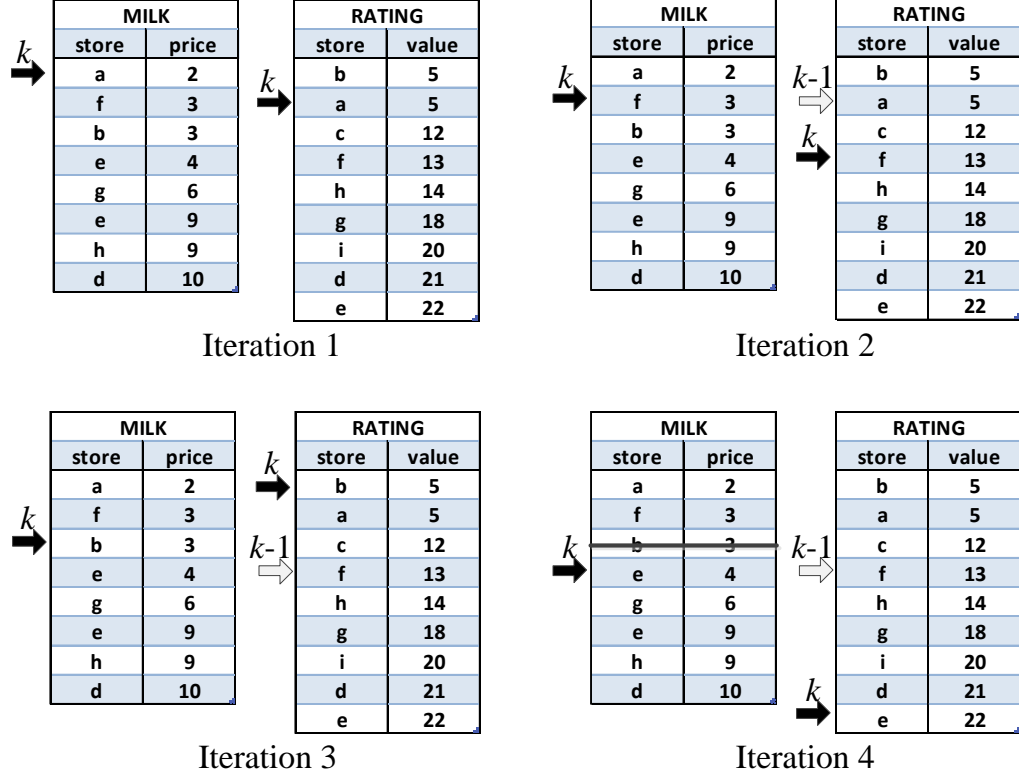 MILK RATING MILK RATING
store price store value store price store value
k a 2 b 5 a 2 b 5
f 3 k a 5 k f 3 k-1 a 5
b 3 c 12 b 3 c 12
e 4 f 13 e 4 k f 13
g 6 h 14 g 6 h 14
e 9 g 18 e 9 g 18
h 9 i 20 h 9 i 20
d 10 d 21 d 10 d 21
e 22 e 22
Iteration 1 Iteration 2
MILK RATING MILK RATING
store price store value store price store value
a 2 k b 5 a 2 b 5
f 3 a 5 f 3 a 5
k b 3 c 12 b 3 c 12
e 4 k-1 f 13 k e 4 k-1 f 13
g 6 h 14 g 6 h 14
e 9 g 18 e 9 g 18
h 9 i 20 h 9 i 20
d 10 d 21 d 10 d 21
e 22 k e 22
Iteration 3 Iteration 4